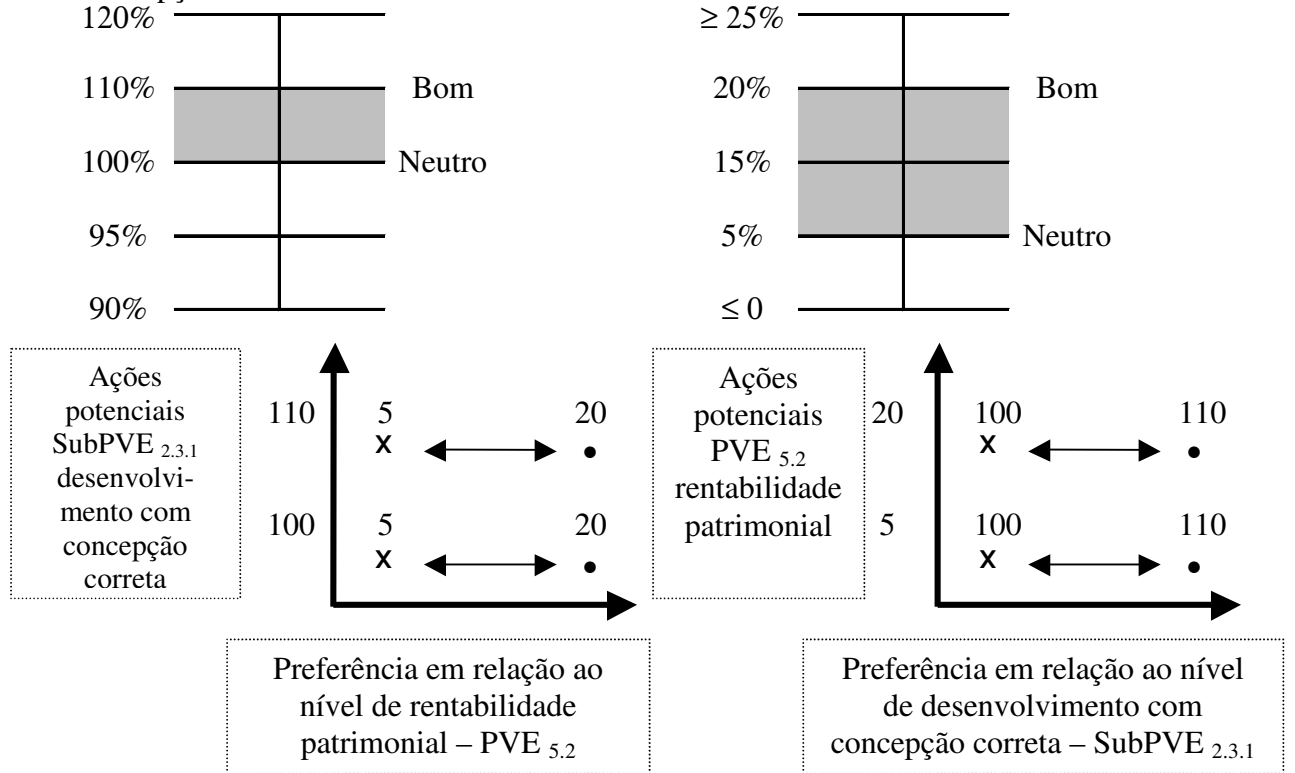 120%
110%
Bom
100%
Neutro
95%
90%
≥ 25%
20%
Bom
15%
5%
Neutro
≤ 0
Ações
potenciais
SubPVE 2.3.1
desenvolvi-
mento com
concepção
correta
110
5
20
x
100
5
20
x
Preferência em relação ao
nível de rentabilidade
patrimonial – PVE 5.2
Ações
potenciais
PVE 5.2
rentabilidade
patrimonial
20
100
110
x
5
100
110
x
Preferência em relação ao nível
de desenvolvimento com
concepção correta – SubPVE 2.3.1